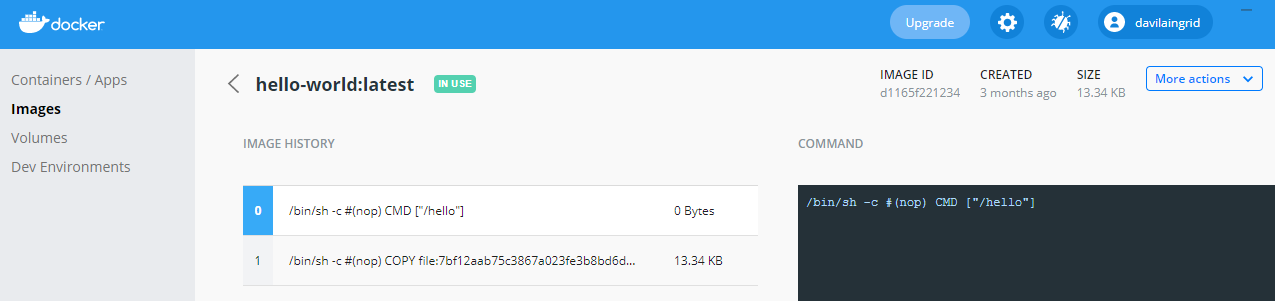 docker
Upgrade
davilaingrid
Containers / Apps
Images
Volumes
Dev Environments
hello-world:latest
IN USE
IMAGE ID
d1165f221234
CREATED
3 months ago
SIZE
13.34 KB
More actions
IMAGE HISTORY
0 /bin/sh -c #(nop) CMD ["/hello"] 0 Bytes
1 /bin/sh -c #(nop) COPY file:7bf12aab75c3867a023fe3b8bd6d... 13.34 KB
COMMAND
/bin/sh -c #(nop) CMD ["/hello"]